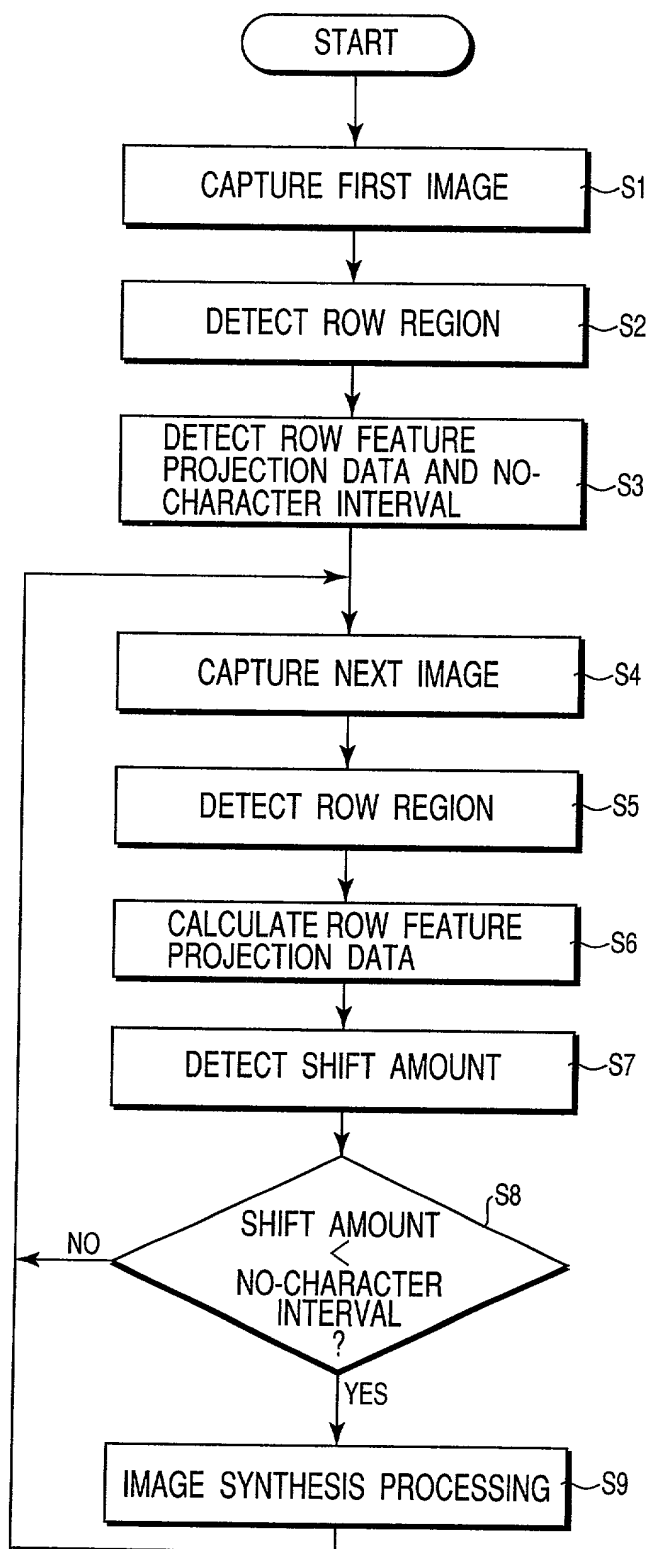 START
CAPTURE FIRST IMAGE
S1
DETECT ROW REGION
S2
DETECT ROW FEATURE
PROJECTION DATA AND NO-
CHARACTER INTERVAL
S3
CAPTURE NEXT IMAGE
S4
DETECT ROW REGION
S5
CALCULATE ROW FEATURE
PROJECTION DATA
S6
DETECT SHIFT AMOUNT
S7
S8
SHIFT AMOUNT
<
NO-CHARACTER
INTERVAL
?
NO
YES
IMAGE SYNTHESIS PROCESSING
S9